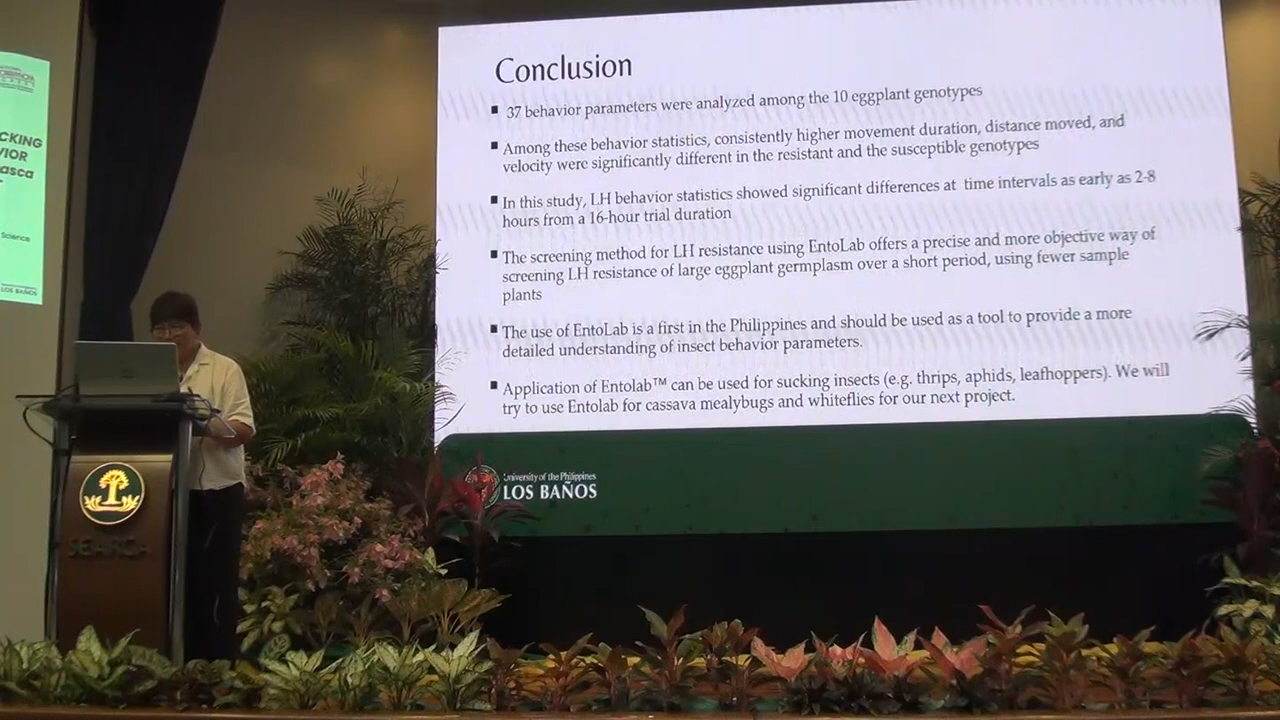 CKING
VIOR
asca
Science
LOS BAÑOS
Conclusion
37 behavior parameters were analyzed among the 10 eggplant genotypes
Among these behavior statistics, consistently higher movement duration, distance moved, and
velocity were significantly different in the resistant and the susceptible genotypes
In this study, LH behavior statistics showed significant differences at time intervals as early as 2-8
hours from a 16-hour trial duration
The screening method for LH resistance using EntoLab offers a precise and more objective way of
screening LH resistance of large eggplant germplasm over a short period, using fewer sample
plants
The use of EntoLab is a first in the Philippines and should be used as a tool to provide a more
detailed understanding of insect behavior parameters.
Application of Entolab™ can be used for sucking insects (e.g. thrips, aphids, leafhoppers). We will
try to use Entolab for cassava mealybugs and whiteflies for our next project.
University of the Philippines
LOS BAÑOS
SEARCA